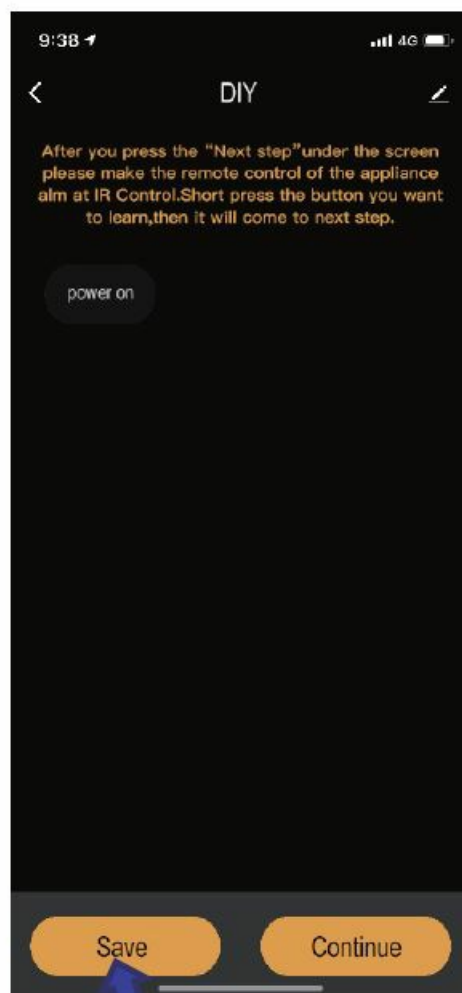 9:38
4G
DIY
After you press the “Next step”under the screen
please make the remote control of the appliance
alm at IR Control.Short press the button you want
to learn,then it will come to next step.
power on
Save
Continue